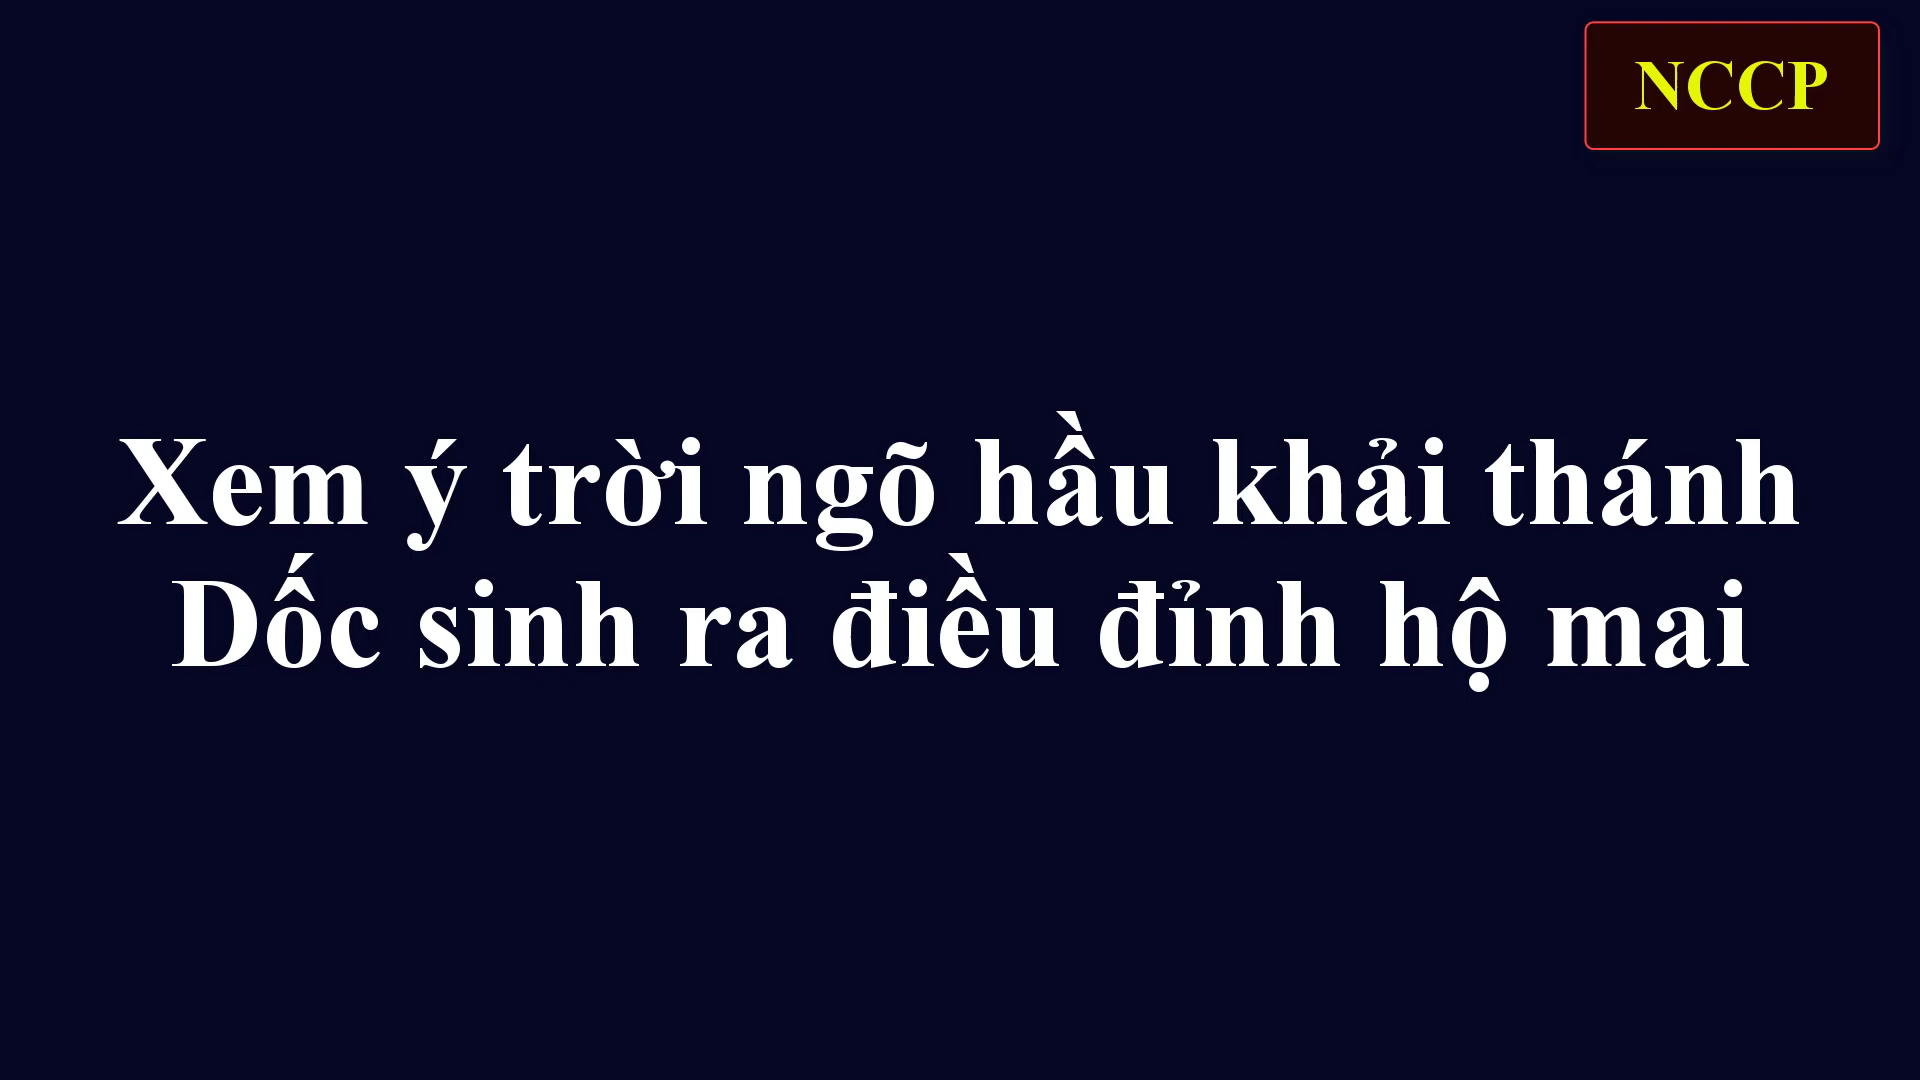 NCCP
Xem ý trời ngõ hầu khải thánh
Dốc sinh ra điều đỉnh hộ mai